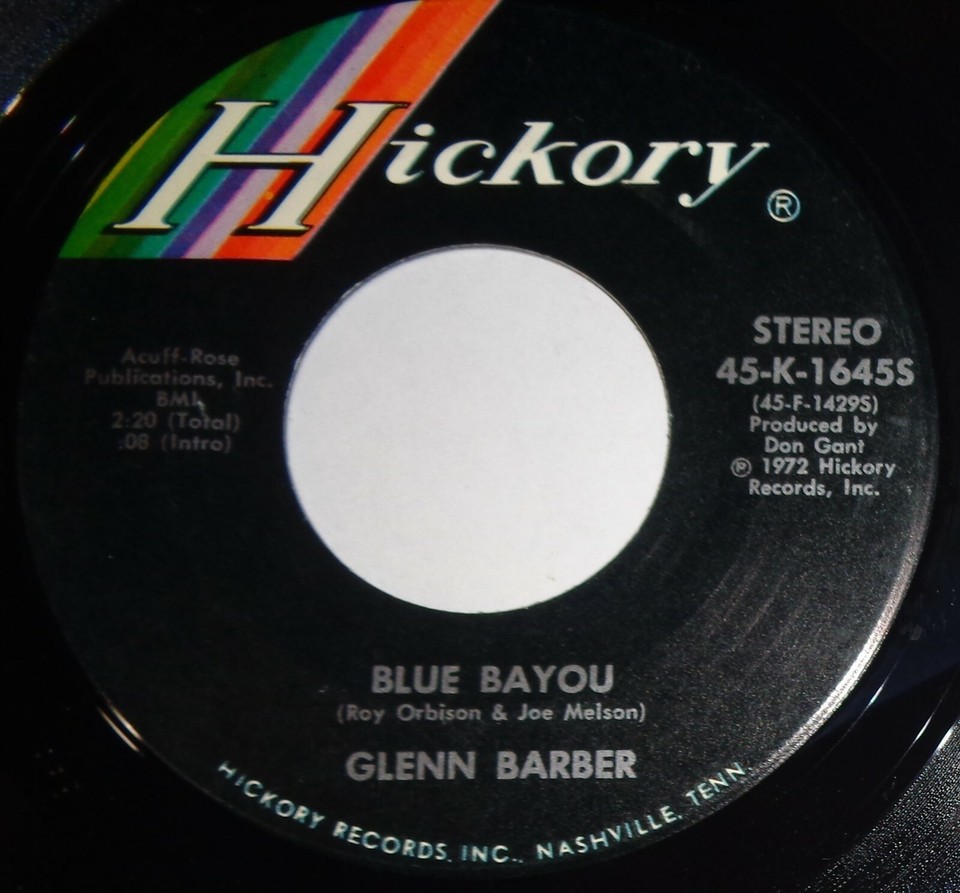 Hickory ®
Acuff-Rose
Publications, Inc.
BMI
2:20 (Total)
:08 (Intro)
STEREO
45-K-1645S
(45-F-1429S)
Produced by
Don Gant
℗ 1972 Hickory
Records, Inc.
BLUE BAYOU
(Roy Orbison & Joe Melson)
GLENN BARBER
HICKORY RECORDS, INC., NASHVILLE, TENN.